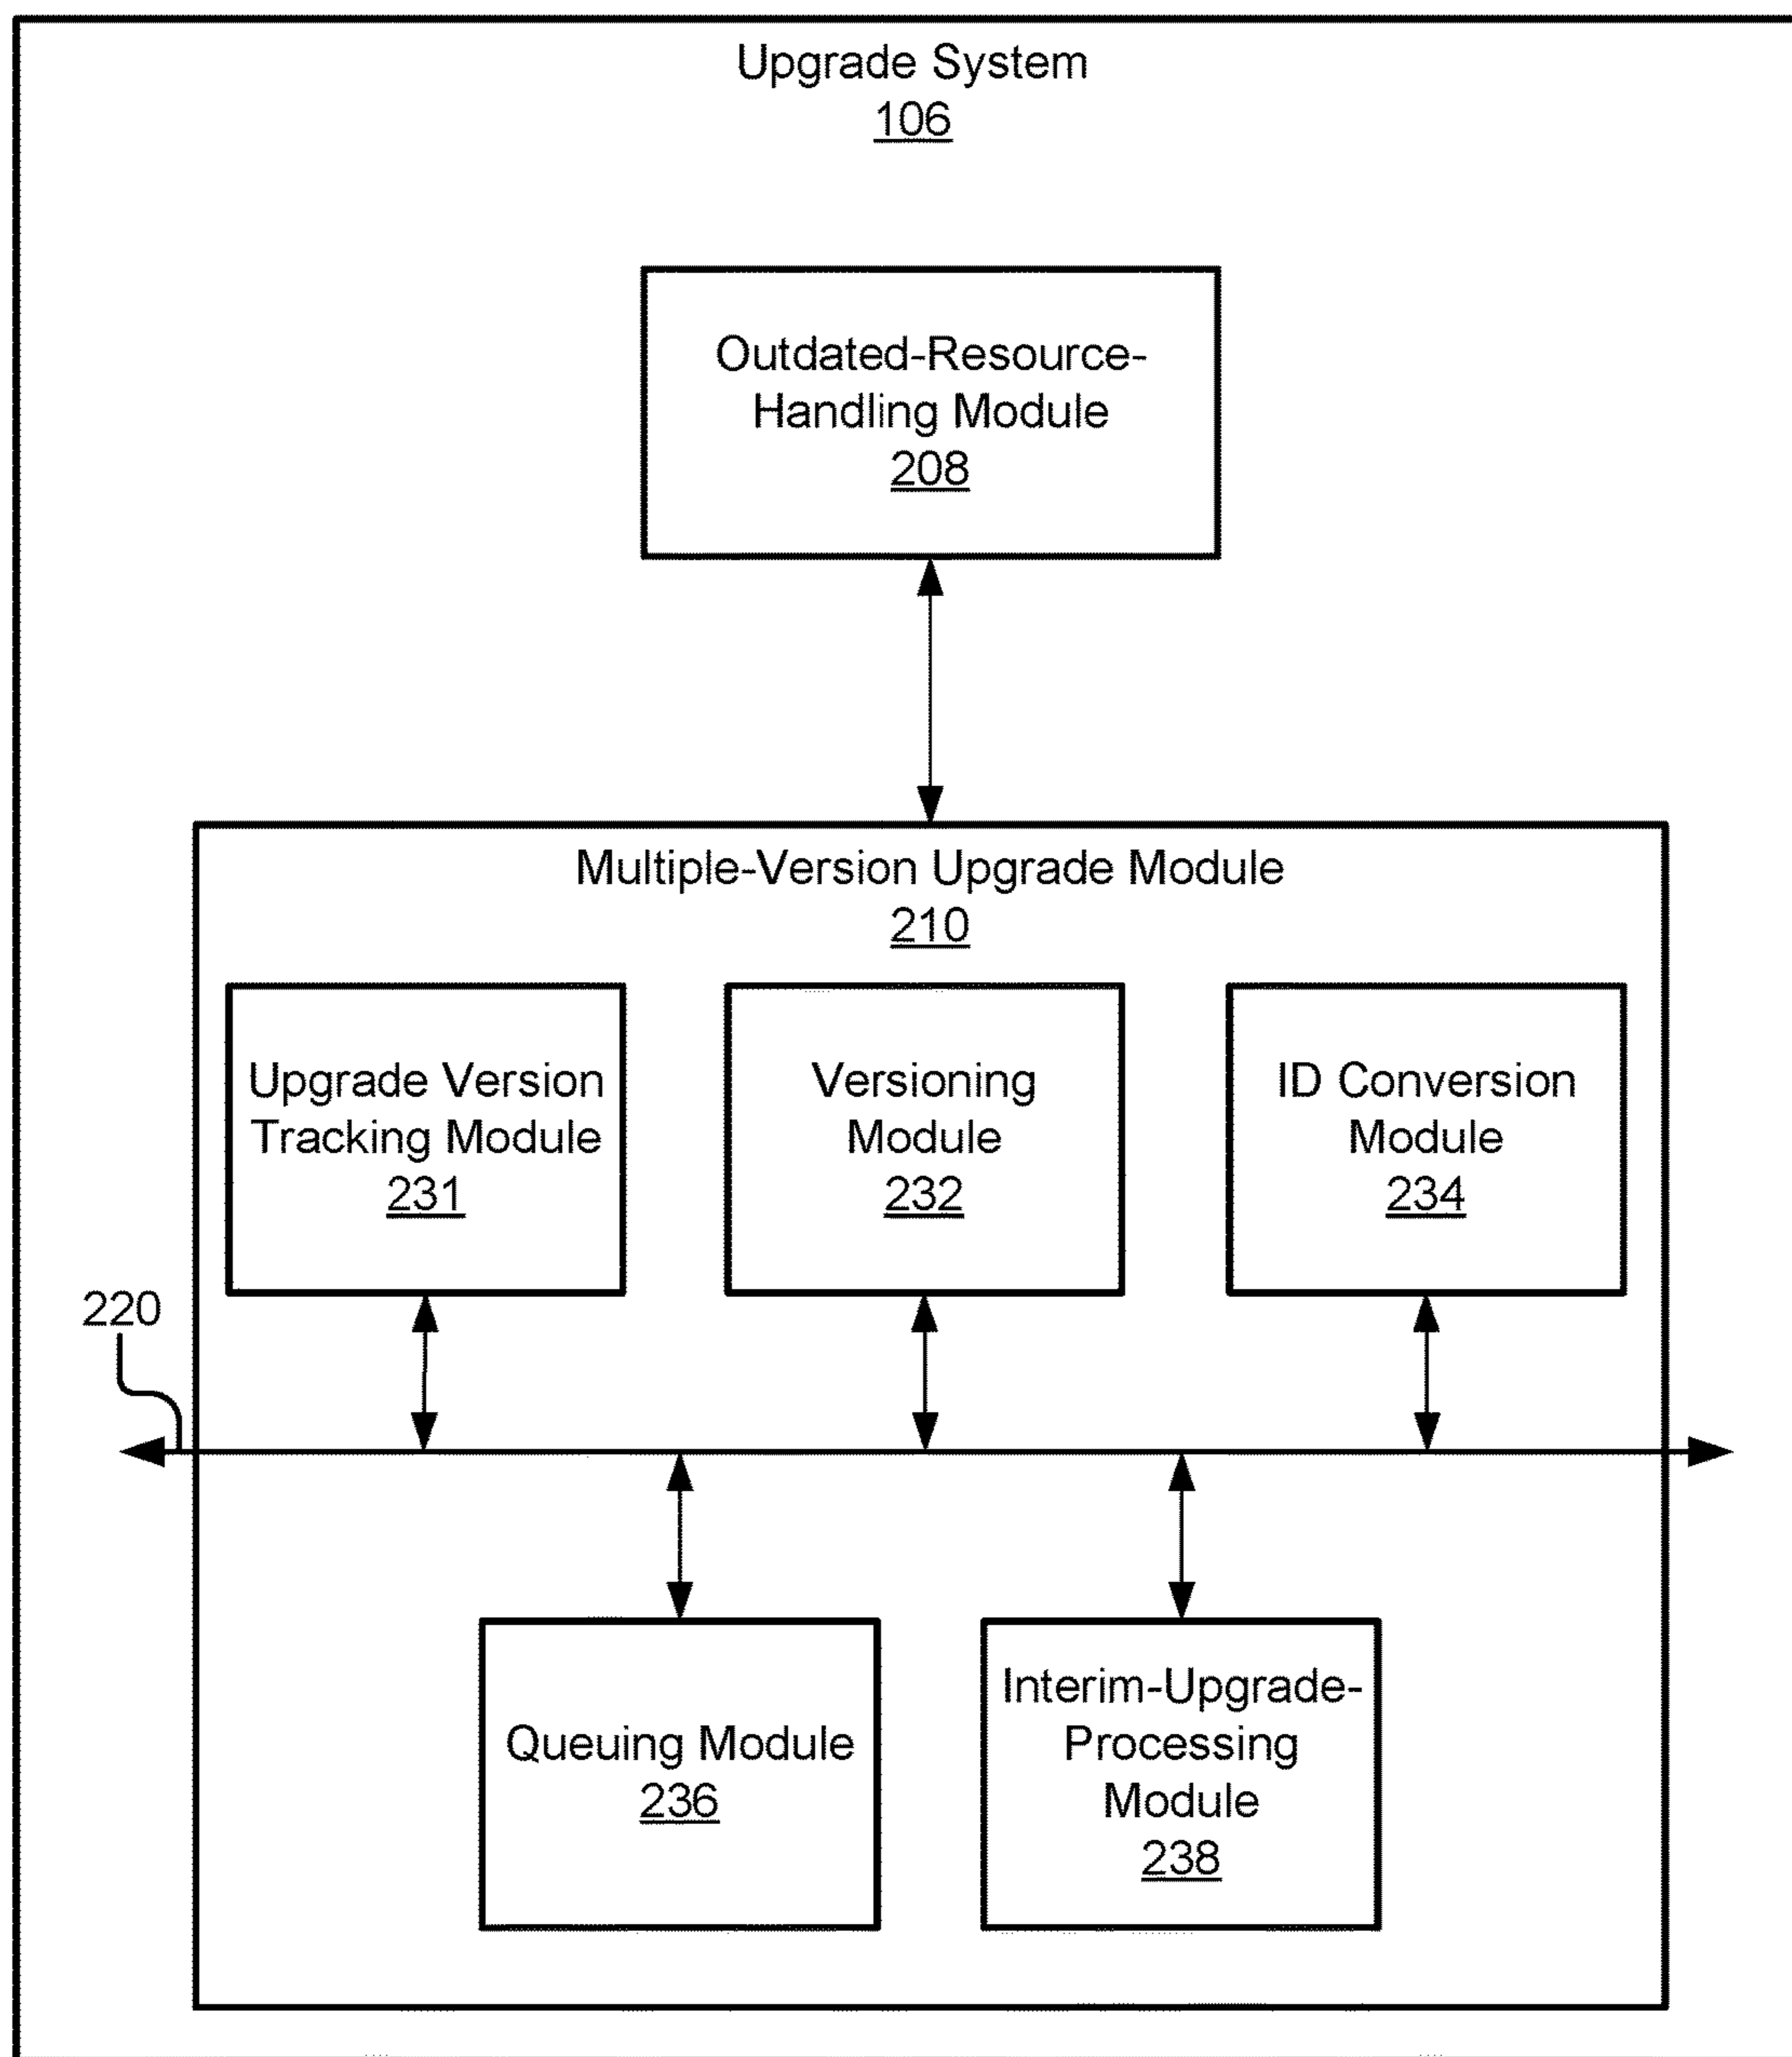 Upgrade System
106
Outdated-Resource-
Handling Module
208
Multiple-Version Upgrade Module
210
Upgrade Version
Tracking Module
231
Versioning
Module
232
ID Conversion
Module
234
220
Queuing Module
236
Interim-Upgrade-
Processing
Module
238